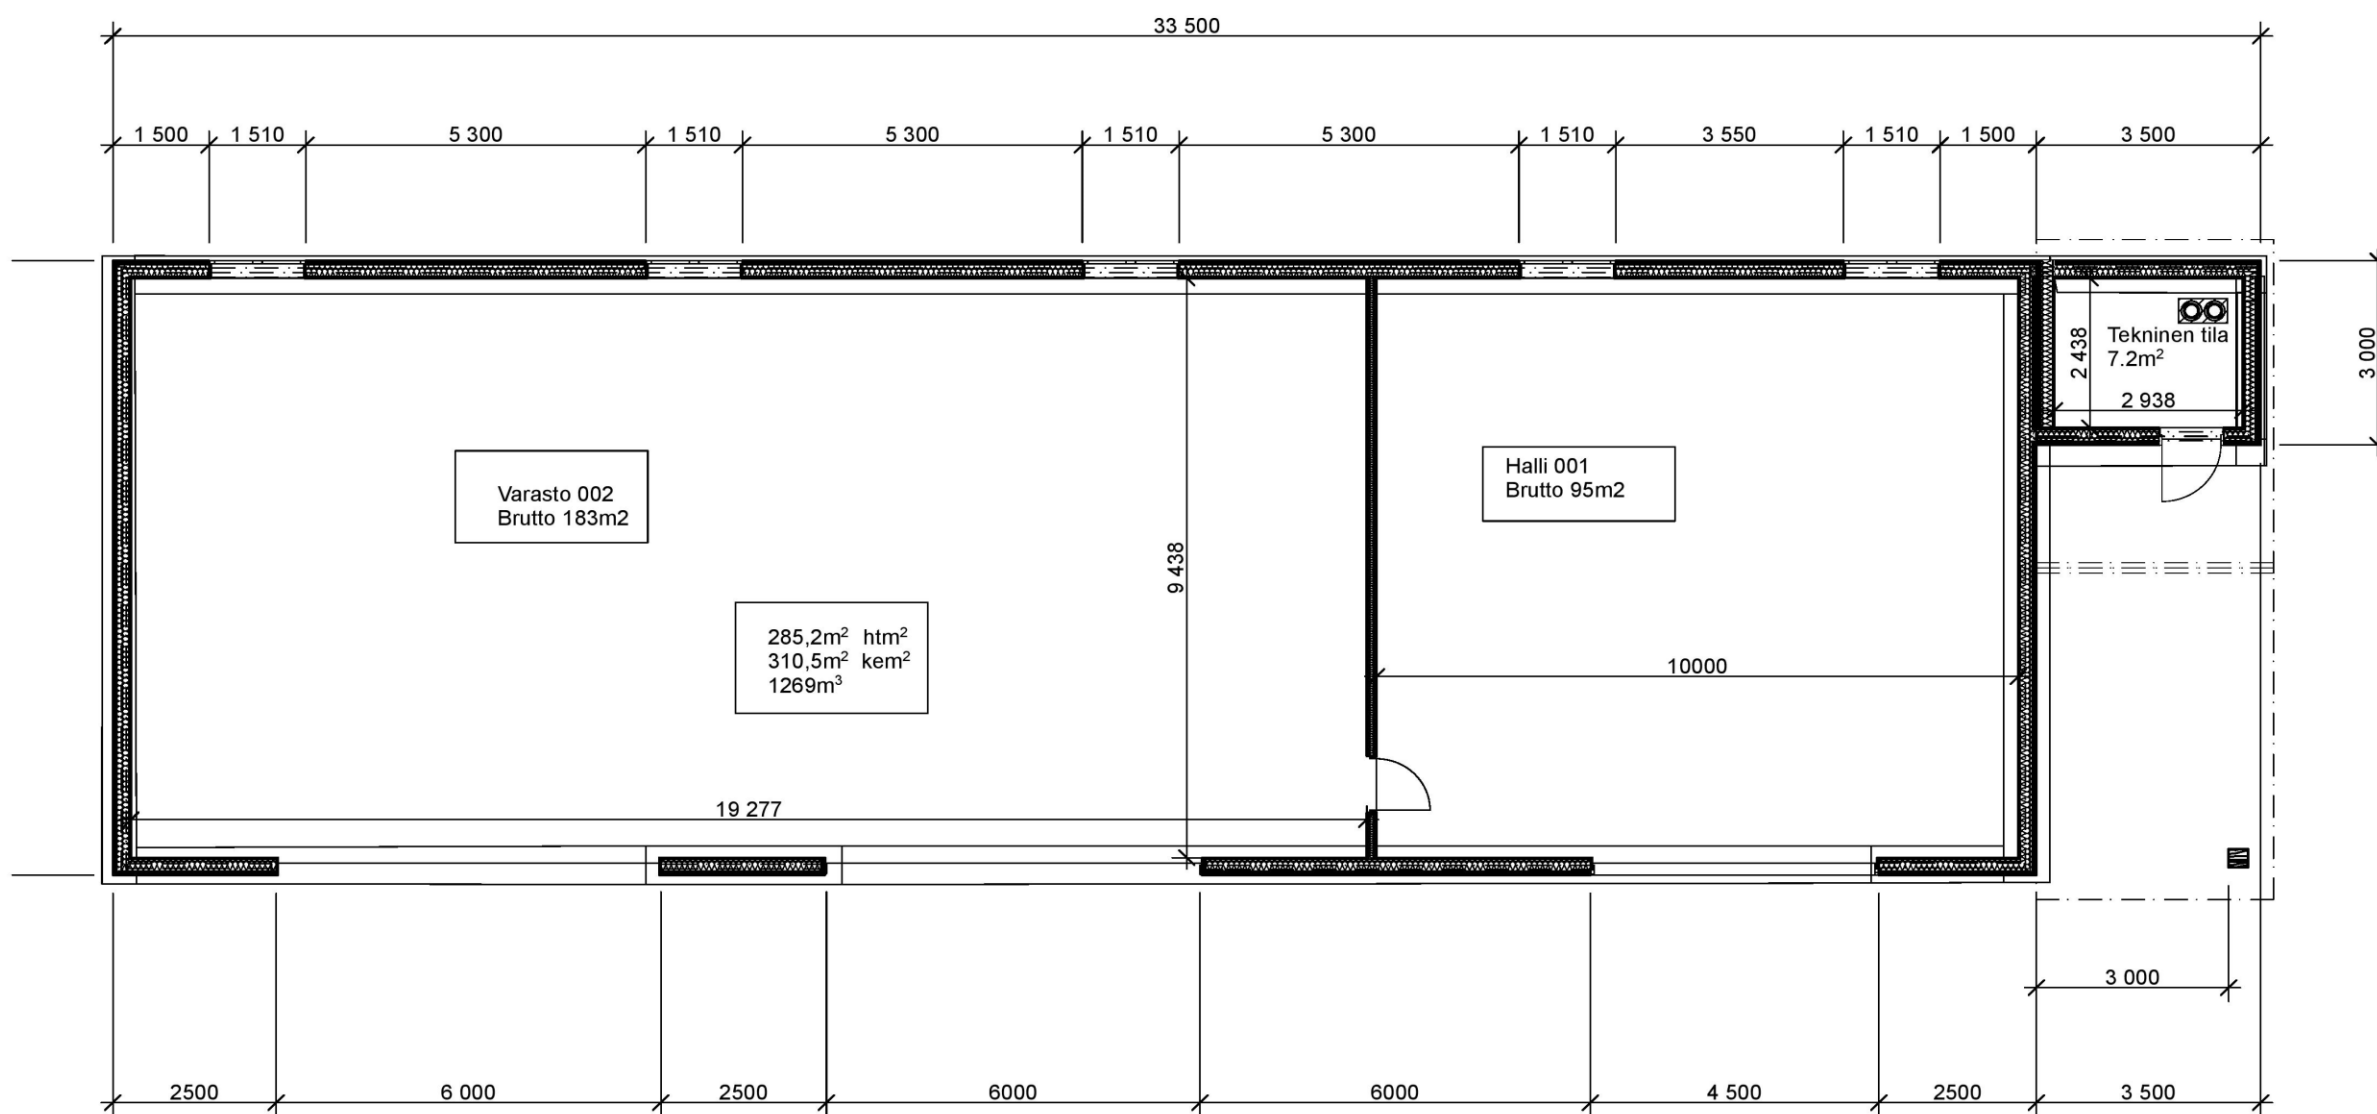 33 500
1 500 1 510 5 300 1 510 5 300 1 510 5 300 1 510 3 550 1 510 1 500 3 500
Tekninen tila
7.2m²
2 438
3 000
2 938
Varasto 002
Brutto 183m2
Halli 001
Brutto 95m2
9 438
285,2m² htm²
310,5m² kem²
1269m³
10000
19 277
3 000
2500 6 000 2500 6000 6000 4 500 2500 3 500